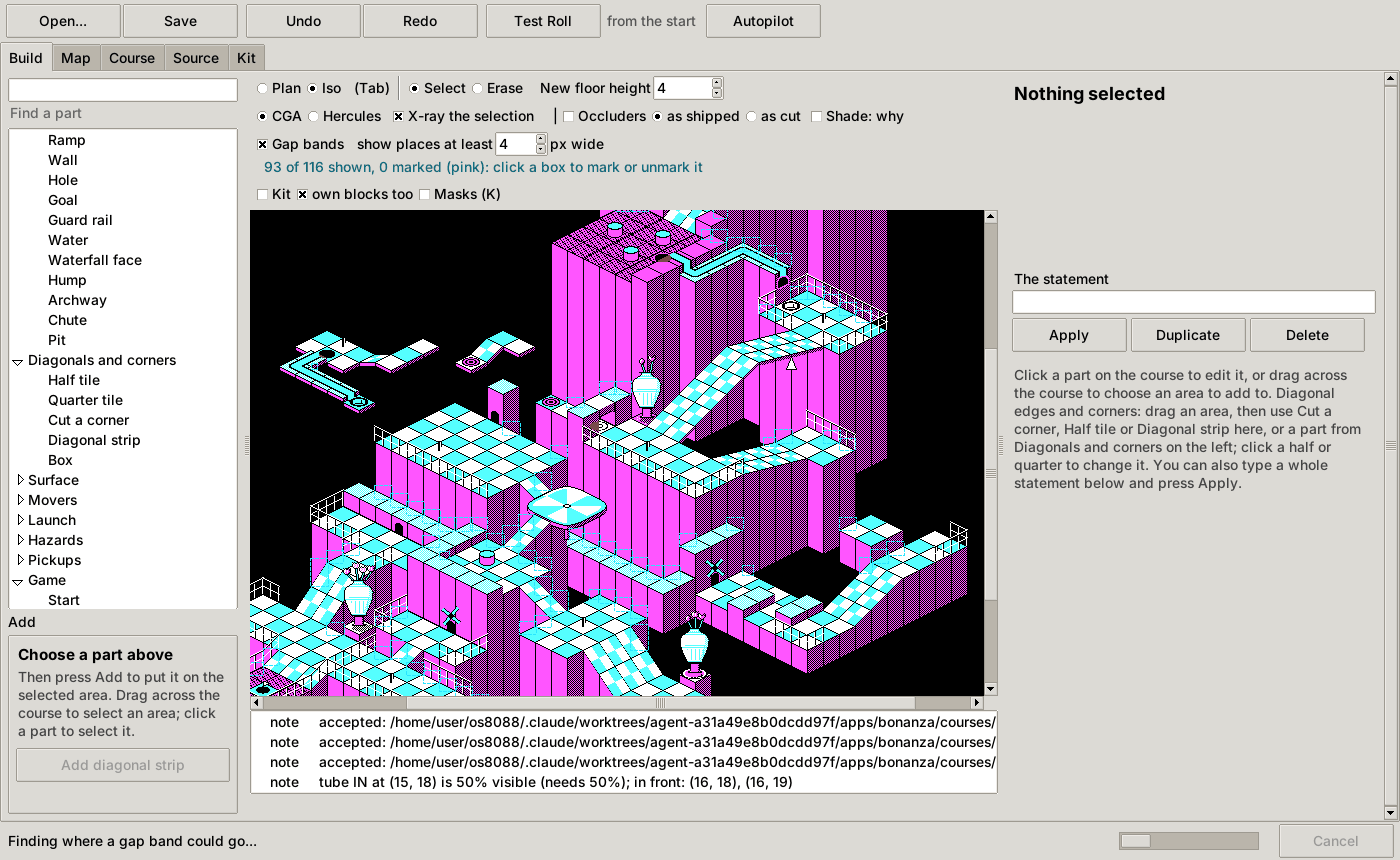 Open... Save Undo Redo Test Roll from the start Autopilot
Build Map Course Source Kit
Find a part
Ramp
Wall
Hole
Goal
Guard rail
Water
Waterfall face
Hump
Archway
Chute
Pit
Diagonals and corners
Half tile
Quarter tile
Cut a corner
Diagonal strip
Box
Surface
Movers
Launch
Hazards
Pickups
Game
Start
Add
Choose a part above
Then press Add to put it on the
selected area. Drag across the
course to select an area; click
a part to select it.
Add diagonal strip
Plan Iso (Tab) Select Erase New floor height 4
CGA Hercules X-ray the selection | Occluders as shipped as cut Shade: why
Gap bands show places at least 4 px wide
93 of 116 shown, 0 marked (pink): click a box to mark or unmark it
Kit own blocks too Masks (K)
note accepted: /home/user/os8088/.claude/worktrees/agent-a31a49e8b0dcdd97f/apps/bonanza/courses/
note accepted: /home/user/os8088/.claude/worktrees/agent-a31a49e8b0dcdd97f/apps/bonanza/courses/
note accepted: /home/user/os8088/.claude/worktrees/agent-a31a49e8b0dcdd97f/apps/bonanza/courses/
note tube IN at (15, 18) is 50% visible (needs 50%); in front: (16, 18), (16, 19)
Nothing selected
The statement
Apply Duplicate Delete
Click a part on the course to edit it, or drag across
the course to choose an area to add to. Diagonal
edges and corners: drag an area, then use Cut a
corner, Half tile or Diagonal strip here, or a part from
Diagonals and corners on the left; click a half or
quarter to change it. You can also type a whole
statement below and press Apply.
Finding where a gap band could go... Cancel